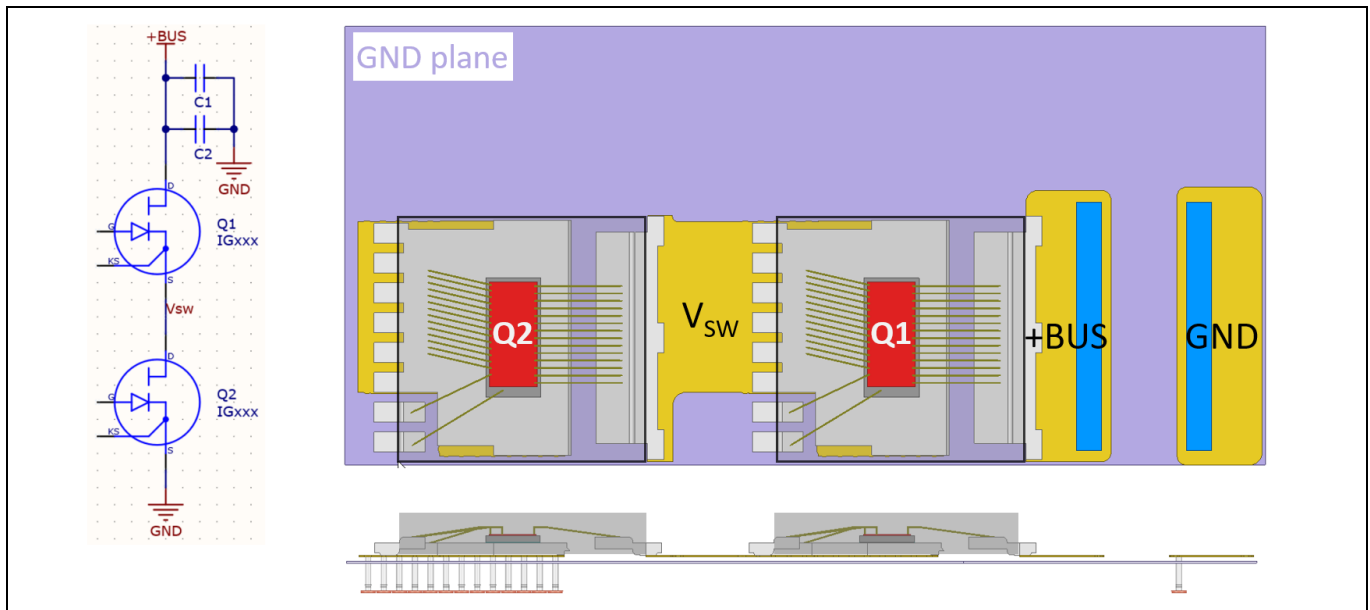 +BUS
C1
C2
GND
D
Q1
IGxxx
G
KS
S
Vsw
D
Q2
IGxxx
G
KS
S
GND
GND plane
Q2
VSW
Q1
+BUS
GND